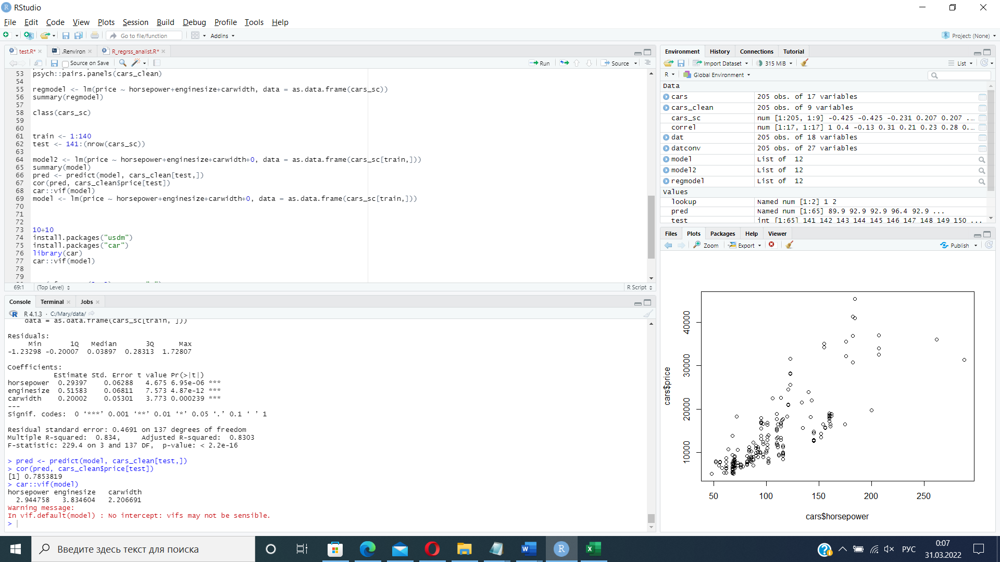 RStudio
File Edit Code View Plots Session Build Debug Profile Tools Help
Go to file/function Addins Project: (None)
test.R* .Renviron R_regrss_analist.R*
Source on Save Run Source
53 psych::pairs.panels(cars_clean)
54
55 regmodel <- lm(price ~ horsepower+enginesize+carwidth, data = as.data.frame(cars_sc))
56 summary(regmodel)
57
58 class(cars_sc)
59
60
61 train <- 1:140
62 test <- 141:(nrow(cars_sc))
63
64 model2 <- lm(price ~ horsepower+enginesize+carwidth+0, data = as.data.frame(cars_sc[train,]))
65 summary(model)
66 pred <- predict(model, cars_clean[test,])
67 cor(pred, cars_clean$price[test])
68 car::vif(model)
69 model <- lm(price ~ horsepower+enginesize+carwidth+0, data = as.data.frame(cars_sc[train,]))
70
71
72
73 10+10
74 install.packages("usdm")
75 install.packages("car")
76 library(car)
77 car::vif(model)
78
79
69:1 (Top Level) R Script
Console Terminal Jobs
R 4.1.3 · C:/Mary/data/
data = as.data.frame(cars_sc[train, ]))
Residuals:
Min 1Q Median 3Q Max
-1.23298 -0.20007 0.03897 0.28313 1.72807
Coefficients:
Estimate Std. Error t value Pr(>|t|)
horsepower 0.29397 0.06288 4.675 6.95e-06 ***
enginesize 0.51583 0.06811 7.573 4.87e-12 ***
carwidth 0.20002 0.05301 3.773 0.000239 ***
---
Signif. codes: 0 ‘***’ 0.001 ‘**’ 0.01 ‘*’ 0.05 ‘.’ 0.1 ‘ ’ 1
Residual standard error: 0.4691 on 137 degrees of freedom
Multiple R-squared: 0.834, Adjusted R-squared: 0.8303
F-statistic: 229.4 on 3 and 137 DF, p-value: < 2.2e-16
> pred <- predict(model, cars_clean[test,])
> cor(pred, cars_clean$price[test])
[1] 0.7853819
> car::vif(model)
horsepower enginesize carwidth
2.944758 3.834604 2.206691
Warning message:
In vif.default(model) : No intercept: vifs may not be sensible.
>
Environment History Connections Tutorial
Import Dataset 315 MiB List
R Global Environment
Data
cars 205 obs. of 17 variables
cars_clean 205 obs. of 9 variables
cars_sc num [1:205, 1:9] -0.425 -0.425 -0.231 0.207 0.207 ...
correl num [1:17, 1:17] 1 0.4 -0.13 0.31 0.21 0.23 0.28 0...
dat 205 obs. of 18 variables
datconv 205 obs. of 27 variables
model List of 12
model2 List of 12
regmodel List of 12
Values
lookup Named num [1:2] 1 2
pred Named num [1:65] 89.9 92.9 92.9 96.4 92.9 ...
test int [1:65] 141 142 143 144 145 146 147 148 149 150 ...
Files Plots Packages Help Viewer
Zoom Export Publish
cars$price
40000
30000
20000
10000
50 100 150 200 250
cars$horsepower
Введите здесь текст для поиска
РУС
0:07
31.03.2022